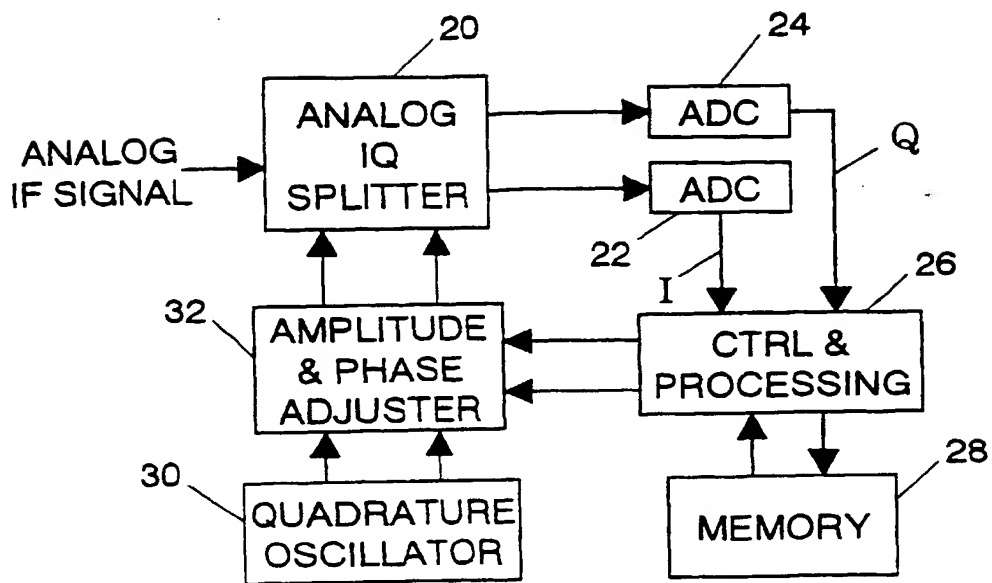 20
24
ANALOG
IF SIGNAL
ANALOG
IQ
SPLITTER
ADC
Q
ADC
22
I
26
32
AMPLITUDE
& PHASE
ADJUSTER
CTRL &
PROCESSING
30
QUADRATURE
OSCILLATOR
28
MEMORY